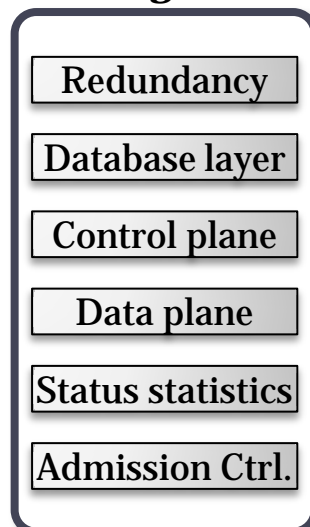 Redundancy
Database layer
Control plane
Data plane
Status statistics
Admission Ctrl.